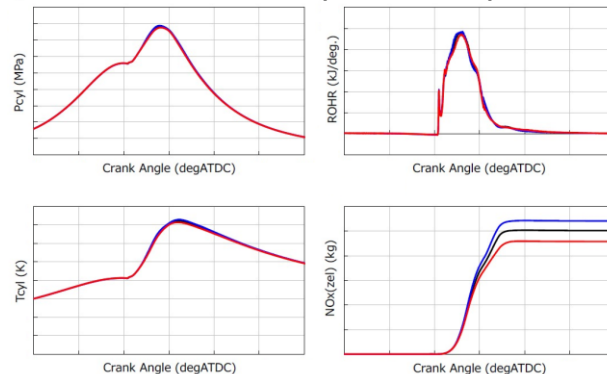 Pcyl (MPa)
Crank Angle (degATDC)
ROHR (kJ/deg.)
Crank Angle (degATDC)
Tcyl (K)
Crank Angle (degATDC)
NOx(zel) (kg)
Crank Angle (degATDC)